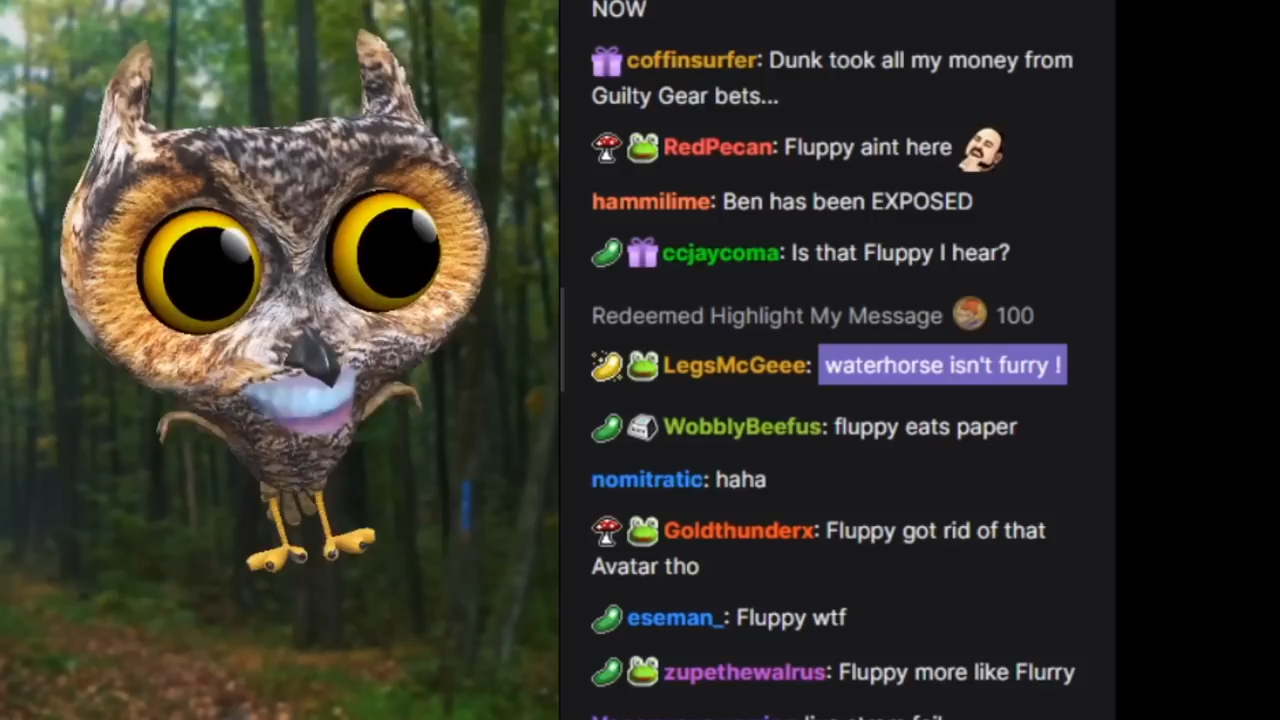 NOW
coffinsurfer: Dunk took all my money from
Guilty Gear bets...
RedPecan: Fluppy aint here
hammilime: Ben has been EXPOSED
ccjaycoma: Is that Fluppy I hear?
Redeemed Highlight My Message 100
LegsMcGeee: waterhorse isn't furry !
WobblyBeefus: fluppy eats paper
nomitratic: haha
Goldthunderx: Fluppy got rid of that
Avatar tho
eseman_: Fluppy wtf
zupethewalrus: Fluppy more like Flurry